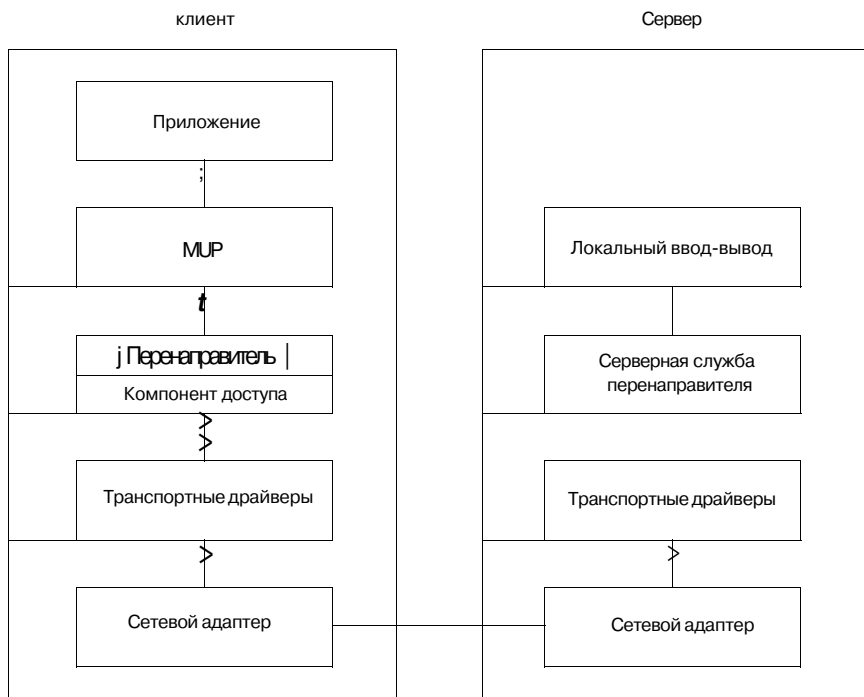 клиент
Сервер
Приложение
;
MUP
Локальный ввод-вывод
t
j Перенаправитель |
Компонент доступа
Серверная служба
перенаправителя
>
>
Транспортные драйверы
Транспортные драйверы
>
>
Сетевой адаптер
Сетевой адаптер